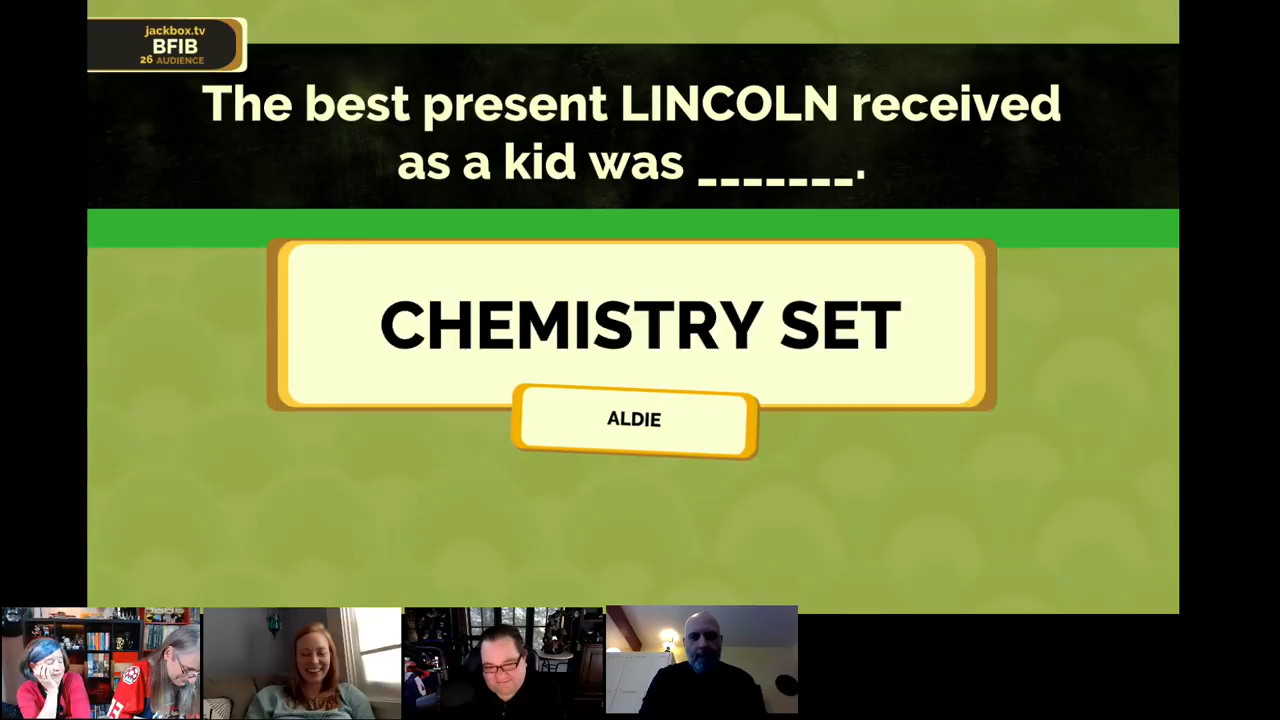 jackbox.tv
BFIB
26 AUDIENCE
The best present LINCOLN received
as a kid was _______.
CHEMISTRY SET
ALDIE